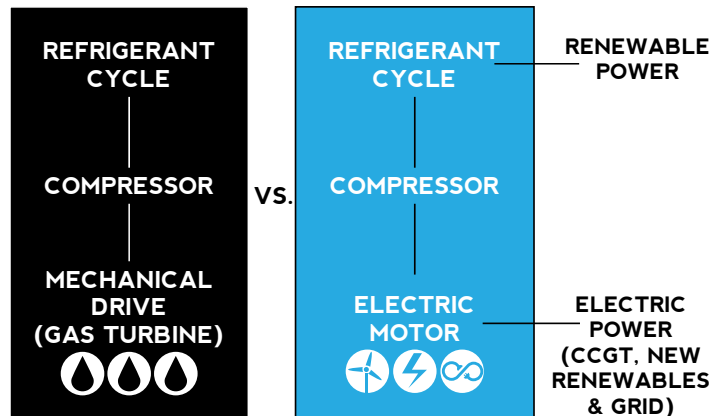 REFRIGERANT
CYCLE
COMPRESSOR
MECHANICAL
DRIVE
(GAS TURBINE)
VS.
REFRIGERANT
CYCLE
COMPRESSOR
ELECTRIC
MOTOR
RENEWABLE
POWER
ELECTRIC
POWER
(CCGT, NEW
RENEWABLES
& GRID)